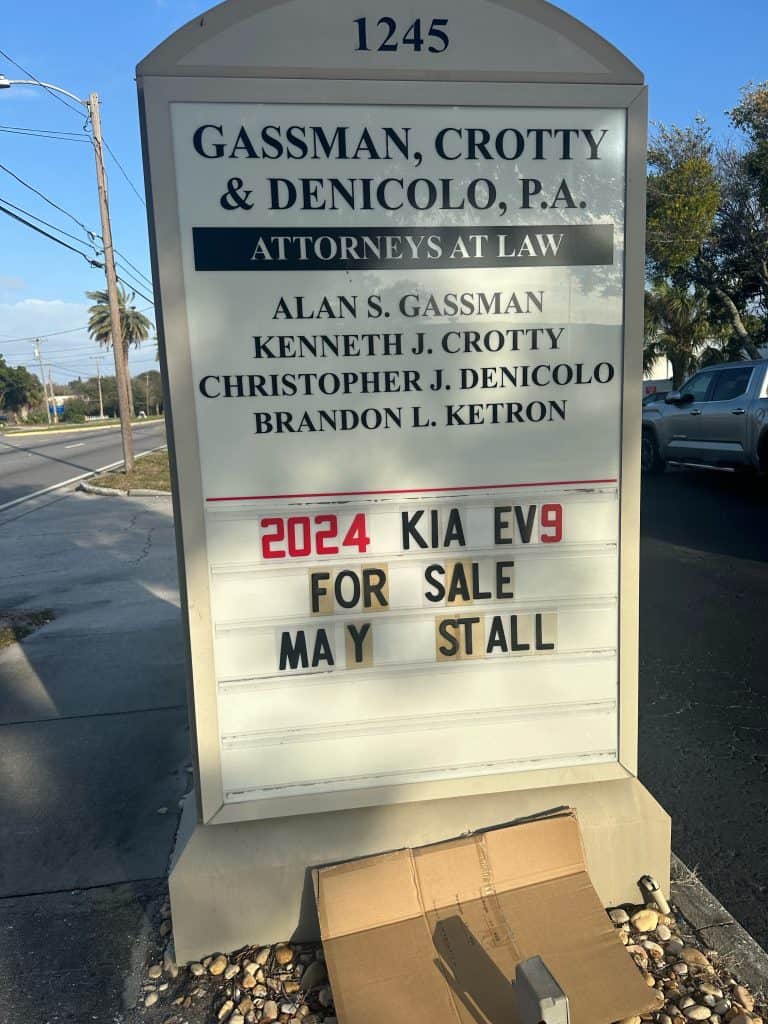 1245
GASSMAN, CROTTY
& DENICOLO, P.A.
ATTORNEYS AT LAW
ALAN S. GASSMAN
KENNETH J. CROTTY
CHRISTOPHER J. DENICOLO
BRANDON L. KETRON
2024 KIA EV9
FOR SALE
MAY STALL